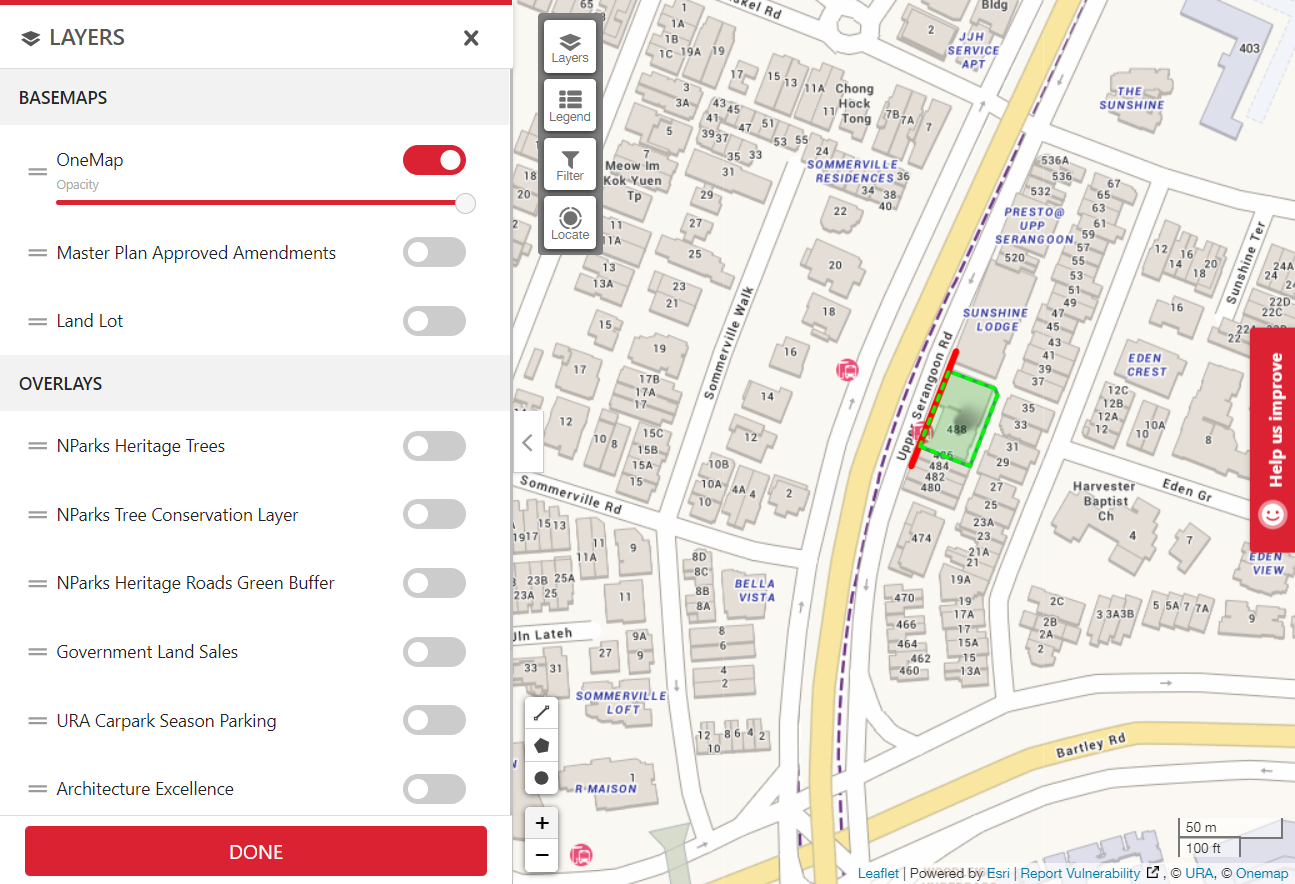 LAYERS
BASEMAPS
OneMap
Opacity
Master Plan Approved Amendments
Land Lot
OVERLAYS
NParks Heritage Trees
NParks Tree Conservation Layer
NParks Heritage Roads Green Buffer
Government Land Sales
URA Carpark Season Parking
Architecture Excellence
DONE
Layers
Legend
Filter
Locate
Bldg
2
JJH
SERVICE
APT
403
THE
SUNSHINE
65
1
1A
1B
1C
19A
19
17
15
13
11A
11
Chong
Hock
Tong
7B
7A
7
3
3A
5
43
45
41
39
37
47
51
53
55
24
35
33
31
7
Meow Im
Kok Yuen
Tp
SOMMERVILLE
RESIDENCES
36
34
38
40
18
20
29
27
22
11
11A
25
13
13A
23
21
20
18
15
19
16
17
17B
17A
17
14
12
10
8
15C
15B
15A
15
12
10B
10A
10
4A
4
2
Sommerville Walk
Sommerville Rd
Upper Serangoon Rd
536A
536
532
PRESTO@
UPP
SERANGOON
520
67
65
63
61
59
57
55
53
51
49
47
45
43
41
39
37
SUNSHINE
LODGE
12
16
14
18
20
16
Sunshine Ter
24A
24
22D
22C
22
EDEN
CREST
12C
12B
12A
12
10A
10
8
488
484
482
480
35
33
31
29
27
25
23A
23
21A
21
19A
19
17A
17
15A
15
13A
474
470
466
464
462
460
Harvester
Baptist
Ch
4
7
Eden Gr
EDEN
VIEW
2C
2B
2A
2
3
3A
3B
5
5A
7
7A
9
15
13
19
17
11
11A
9
23B
25A
23A
25
11
8D
8C
8B
8A
BELLA
VISTA
Jln Lateh
9A
9
27
33
31
8
6
4
2
SOMMERVILLE
LOFT
12
10
8
6
4
2
R MAISON
1
Bartley Rd
Help us improve
+
−
50 m
100 ft
Leaflet | Powered by Esri | Report Vulnerability , © URA, © Onemap